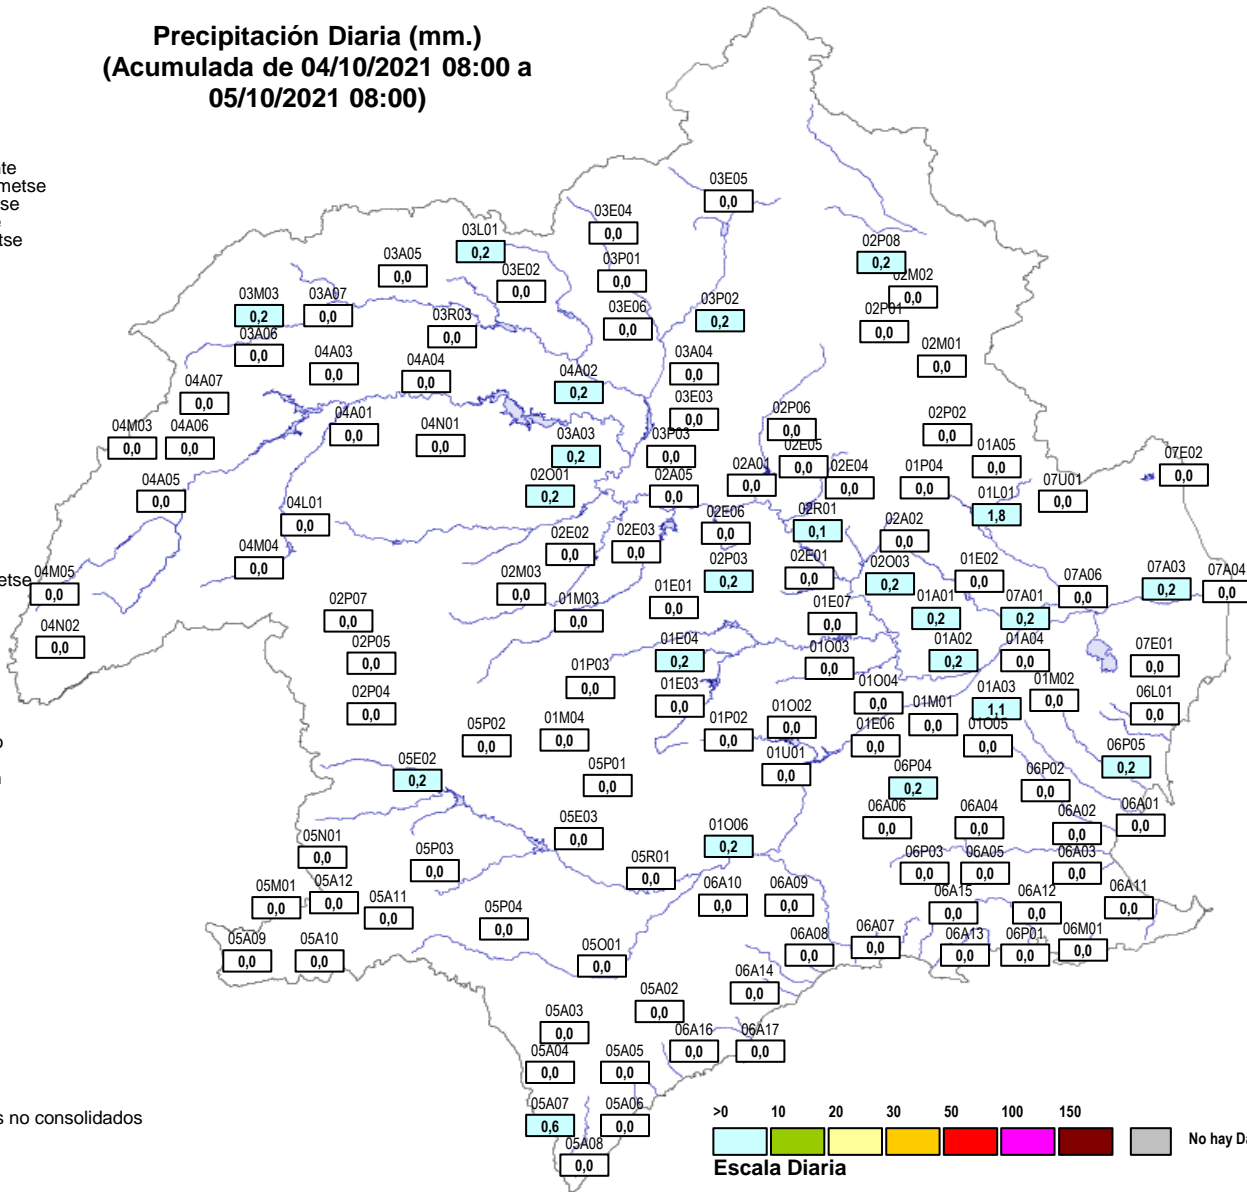 Precipitación Diaria (mm.)
(Acumulada de 04/10/2021 08:00 a
05/10/2021 08:00)
03E05
0,0
03E04
0,0
03L01
0,2
03P01
0,0
02P08
0,2
03A05
0,0
03E02
0,0
02M02
0,0
03M03
0,2
03A07
0,0
03P02
0,2
03E06
0,0
02P01
0,0
03R03
0,0
03A06
0,0
04A03
0,0
04A04
0,0
03A04
0,0
02M01
0,0
04A02
0,2
04A07
0,0
03E03
0,0
04A01
0,0
02P06
0,0
02P02
0,0
04M03
0,0
04A06
0,0
04N01
0,0
03A03
0,2
03P03
0,0
02E05
0,0
01A05
0,0
07E02
0,0
04A05
0,0
02O01
0,2
02A05
0,0
02A01
0,0
02E04
0,0
01P04
0,0
01L01
1,8
07U01
0,0
04L01
0,0
02E06
0,0
02R01
0,1
02A02
0,0
04M04
0,0
02E02
0,0
02E03
0,0
metse
04M05
0,0
02M03
0,0
02P03
0,2
02E01
0,0
02O03
0,2
01E02
0,0
07A06
0,0
07A03
0,2
07A04
0,0
02P07
0,0
01M03
0,0
01E01
0,0
01E07
0,0
01A01
0,2
07A01
0,2
04N02
0,0
02P05
0,0
01E04
0,2
01O03
0,0
01A02
0,2
01A04
0,0
07E01
0,0
01P03
0,0
01E03
0,0
01O04
0,0
01A03
1,1
01M02
0,0
06L01
0,0
02P04
0,0
05P02
0,0
01M04
0,0
01P02
0,0
01O02
0,0
01M01
0,0
01E06
0,0
01O05
0,0
05E02
0,2
05P01
0,0
01U01
0,0
06P04
0,2
06P02
0,0
06P05
0,2
05E03
0,0
01O06
0,2
06A06
0,0
06A04
0,0
06A02
0,0
06A01
0,0
05N01
0,0
05P03
0,0
05R01
0,0
06P03
0,0
06A05
0,0
06A03
0,0
05M01
0,0
05A12
0,0
05A11
0,0
06A10
0,0
06A09
0,0
06A15
0,0
06A12
0,0
06A11
0,0
05P04
0,0
05A09
0,0
05A10
0,0
05O01
0,0
06A08
0,0
06A07
0,0
06A13
0,0
06P01
0,0
06M01
0,0
06A14
0,0
05A02
0,0
05A03
0,0
06A16
0,0
06A17
0,0
05A04
0,0
05A05
0,0
05A07
0,6
05A06
0,0
05A08
0,0
no consolidados
>0 10 20 30 50 100 150
No hay
Escala Diaria